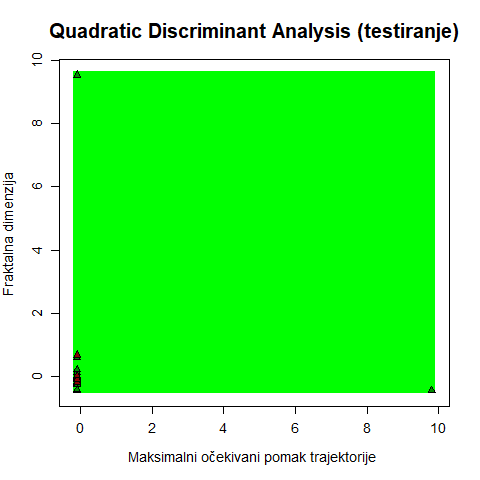 Quadratic Discriminant Analysis (testiranje)
10
8
6
4
2
0
Fraktalna dimenzija
0 2 4 6 8 10
Maksimalni očekivani pomak trajektorije